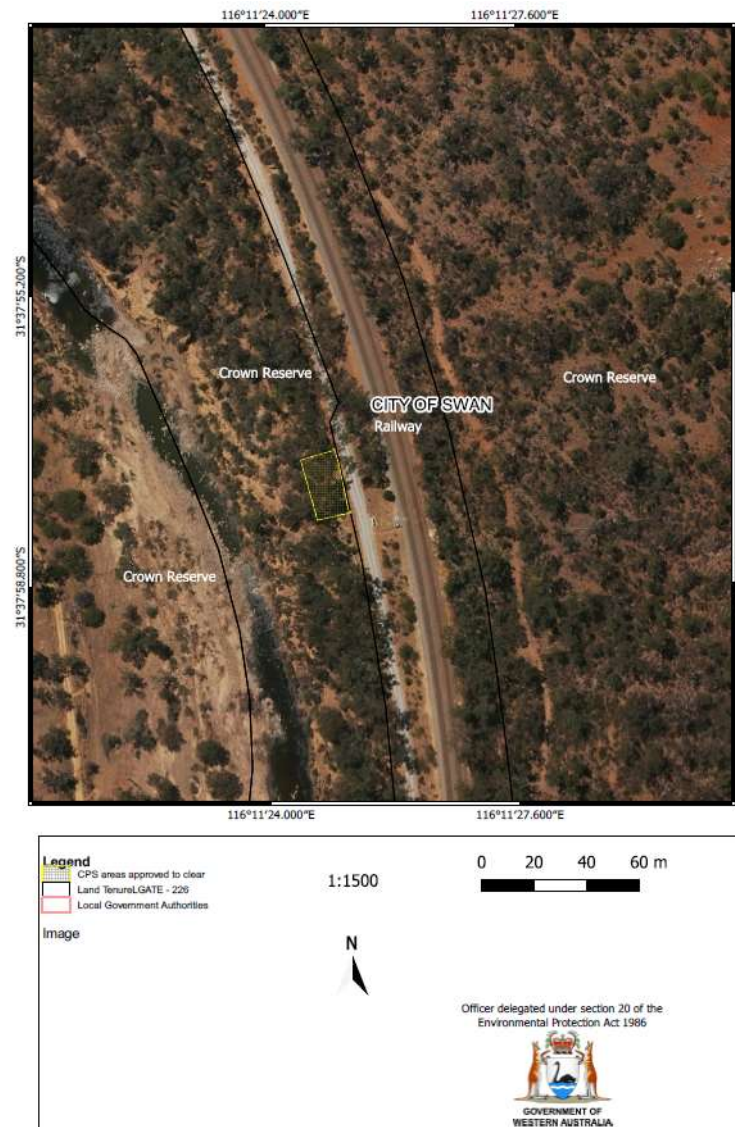 116°11'24.000"E
116°11'27.600"E
31°37'55.200"S
Crown Reserve
Crown Reserve
CITY OF SWAN
Railway
Crown Reserve
31°37'58.800"S
116°11'24.000"E
116°11'27.600"E
Legend
CPS areas approved to clear
Land TenureLGATE - 226
Local Government Authorities
Image
1:1500
0 20 40 60 m
N
Officer delegated under section 20 of the
Environmental Protection Act 1986
GOVERNMENT OF
WESTERN AUSTRALIA